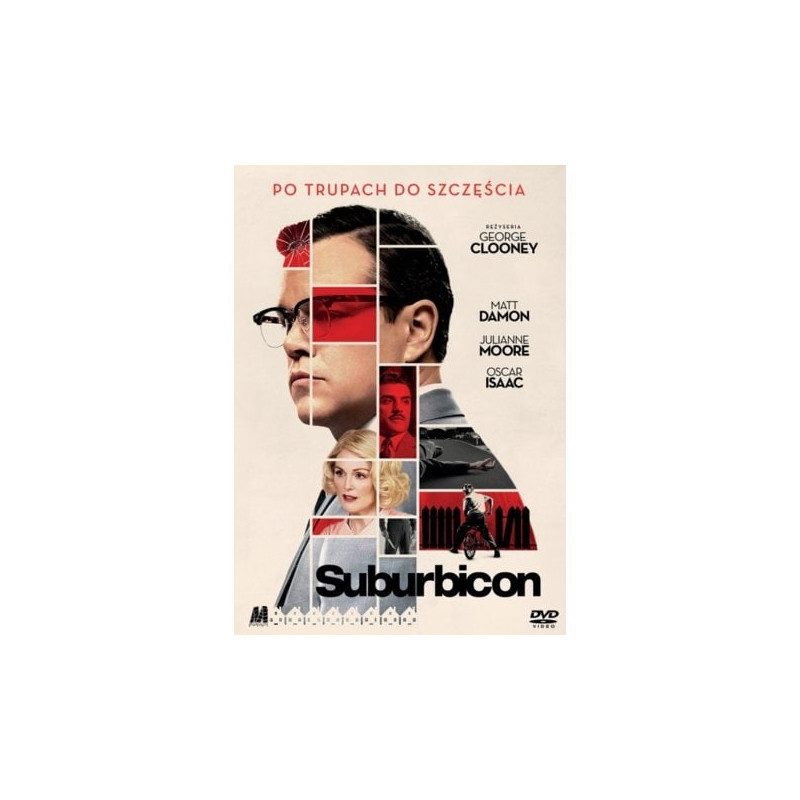 PO TRUPACH DO SZCZĘŚCIA
REŻYSERIA
GEORGE
CLOONEY
MATT
DAMON
JULIANNE
MOORE
OSCAR
ISAAC
Suburbicon
DVD
VIDEO